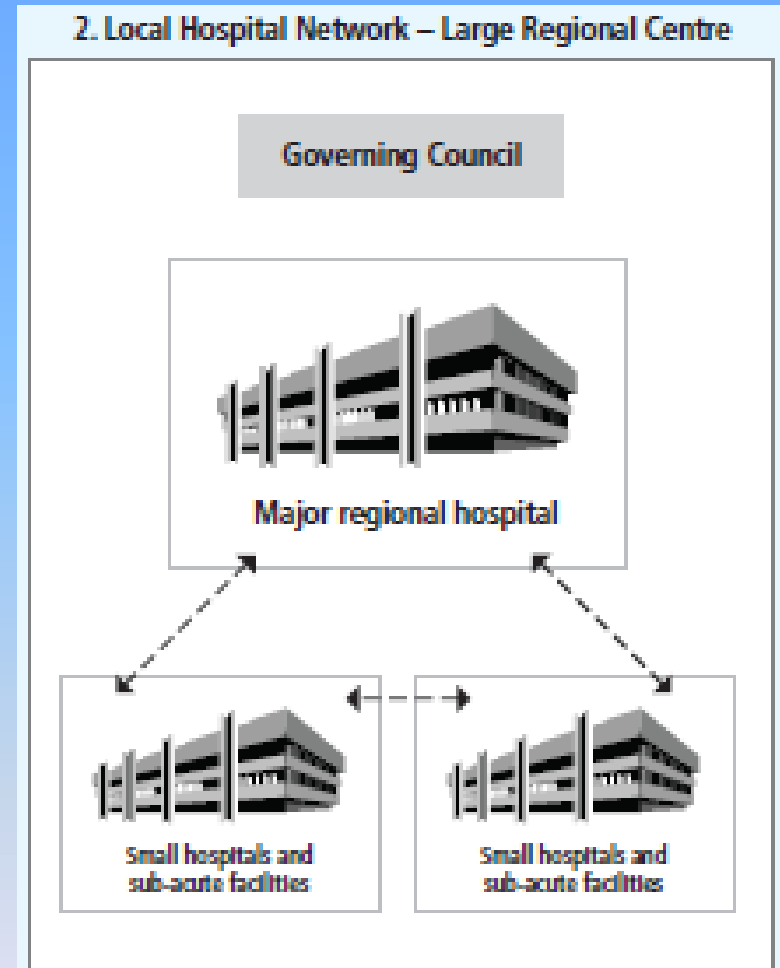 2. Local Hospital Network – Large Regional Centre
Governing Council
Major regional hospital
Small hospitals and
sub-acute facilities
Small hospitals and
sub-acute facilities